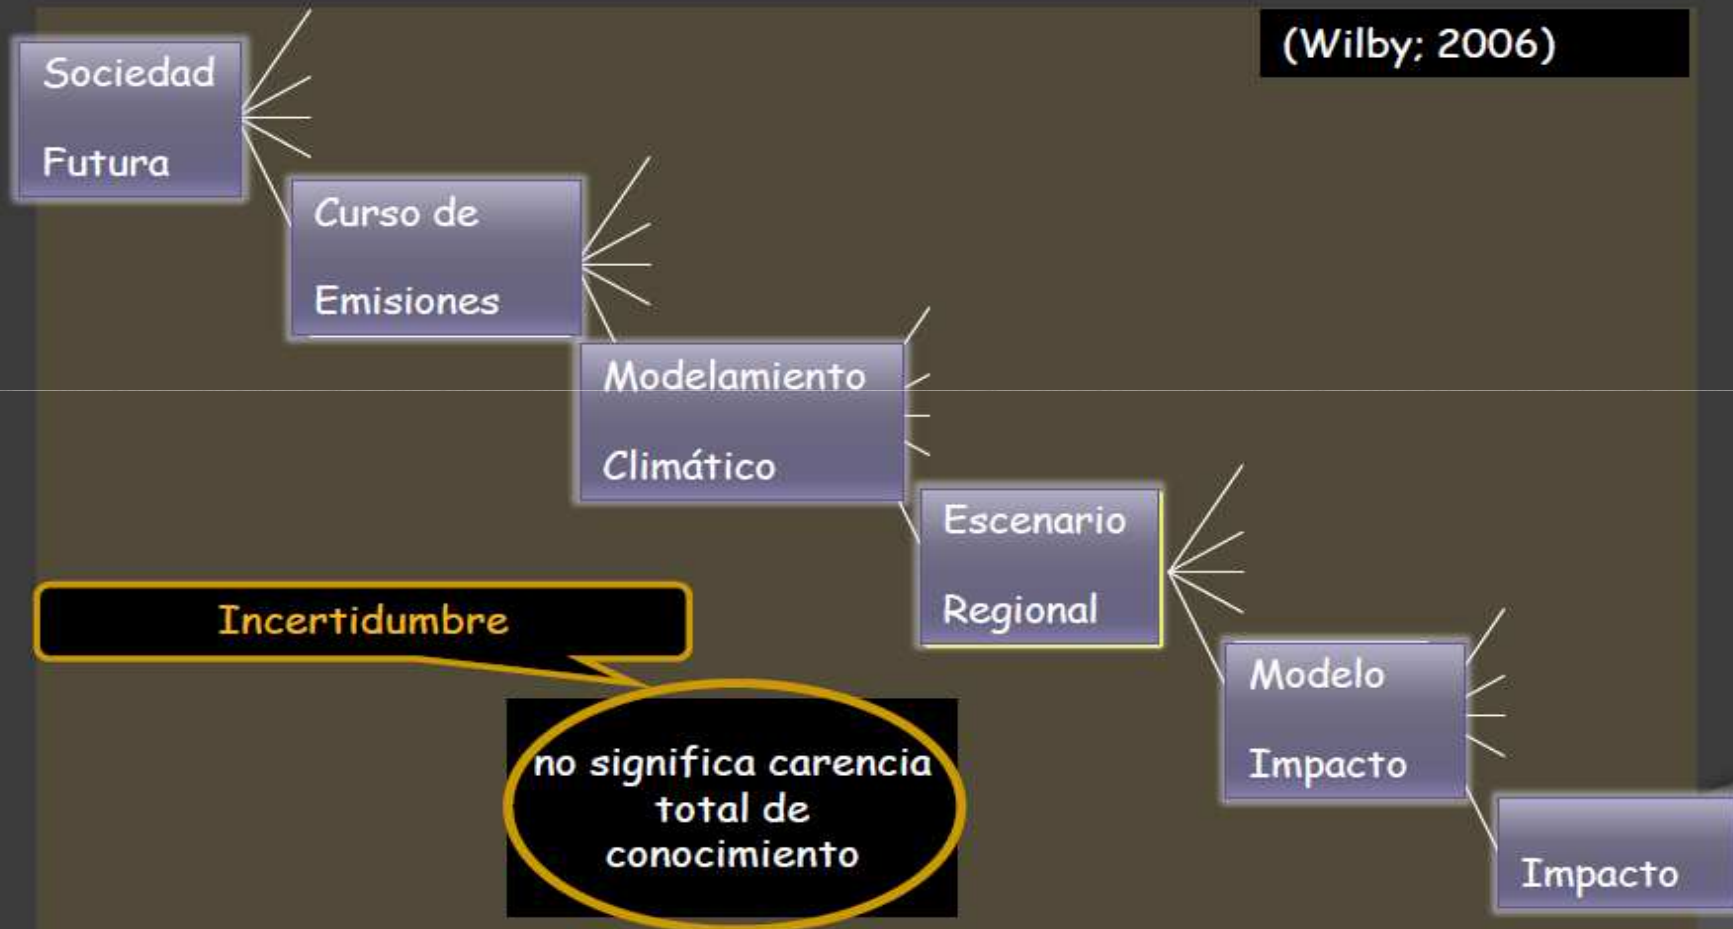 (Wilby; 2006)
Sociedad
Futura
Curso de
Emisiones
Modelamiento
Climático
Escenario
Regional
Incertidumbre
Modelo
Impacto
no significa carencia
total de
conocimiento
Impacto